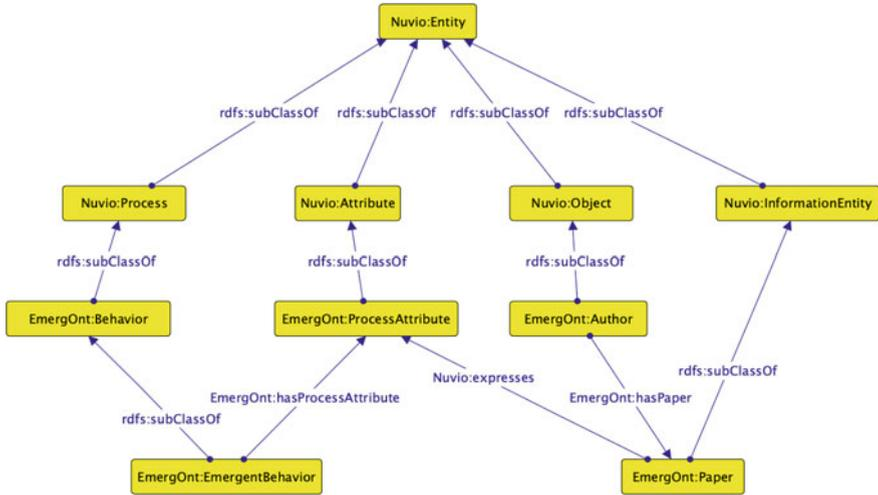 Nuvio:Entity
rdfs:subClassOf
rdfs:subClassOf
rdfs:subClassOf
rdfs:subClassOf
Nuvio:Process
Nuvio:Attribute
Nuvio:Object
Nuvio:InformationEntity
rdfs:subClassOf
rdfs:subClassOf
rdfs:subClassOf
EmergOnt:Behavior
EmergOnt:ProcessAttribute
EmergOnt:Author
rdfs:subClassOf
Nuvio:expresses
EmergOnt:hasProcessAttribute
EmergOnt:hasPaper
rdfs:subClassOf
EmergOnt:EmergentBehavior
EmergOnt:Paper